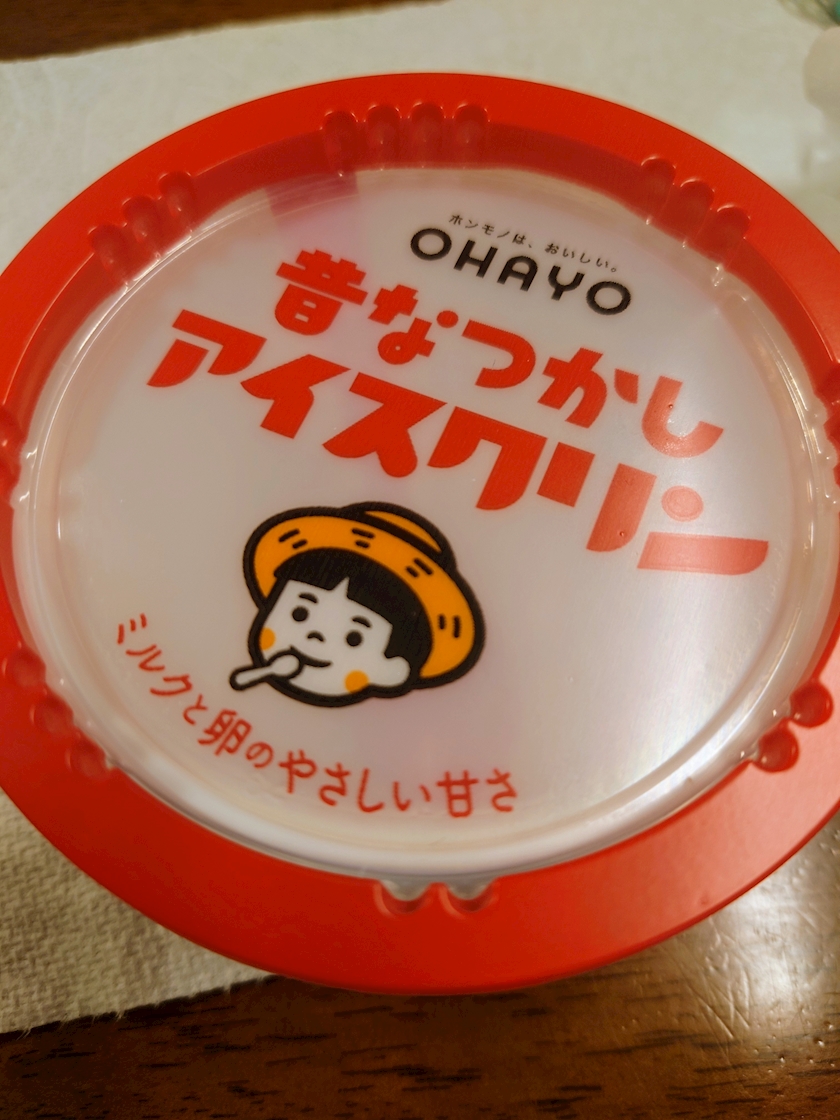 ホンモノは、おいしい。
OHAYO
昔なつかし
アイスクリン
ミルクと卵のやさしい甘さ